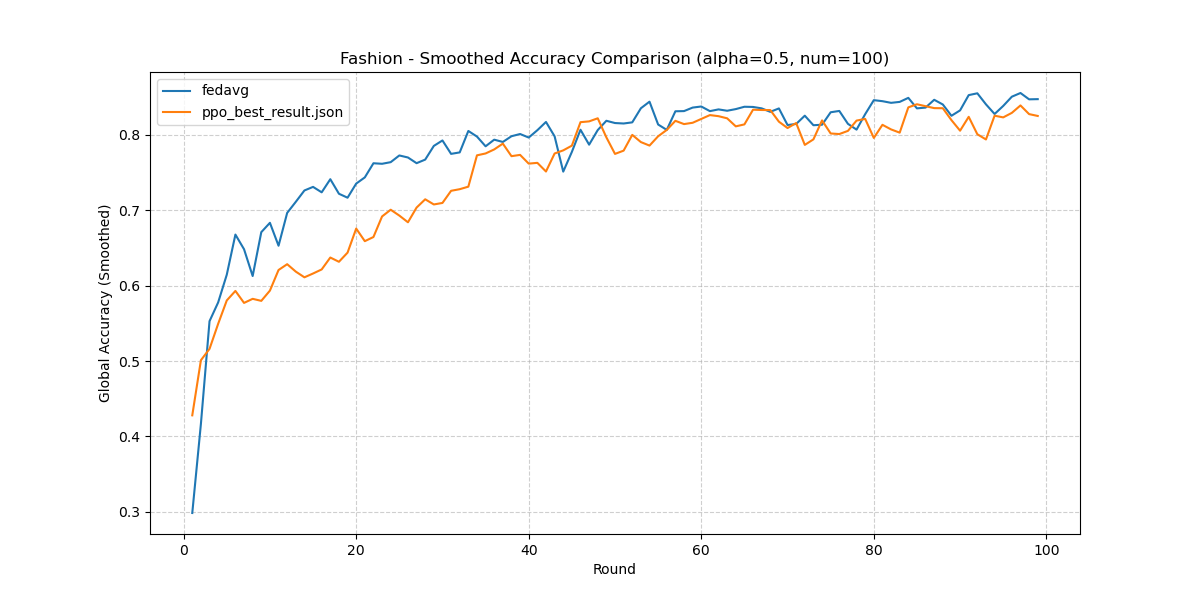 Fashion - Smoothed Accuracy Comparison (alpha=0.5, num=100)
fedavg
ppo_best_result.json
Global Accuracy (Smoothed)
0.8
0.7
0.6
0.5
0.4
0.3
0
20
40
60
80
100
Round